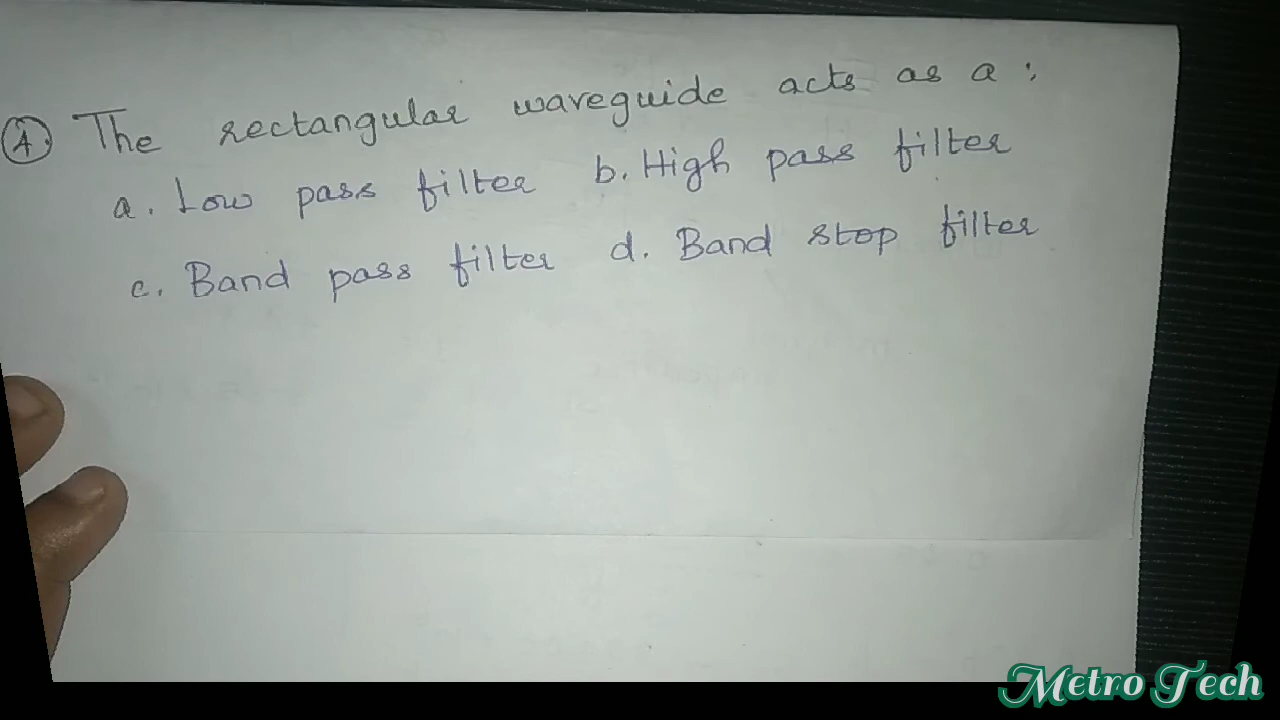 4 The rectangular waveguide acts as a :
a. Low pass filter b. High pass filter
c. Band pass filter d. Band stop filter
Metro Tech